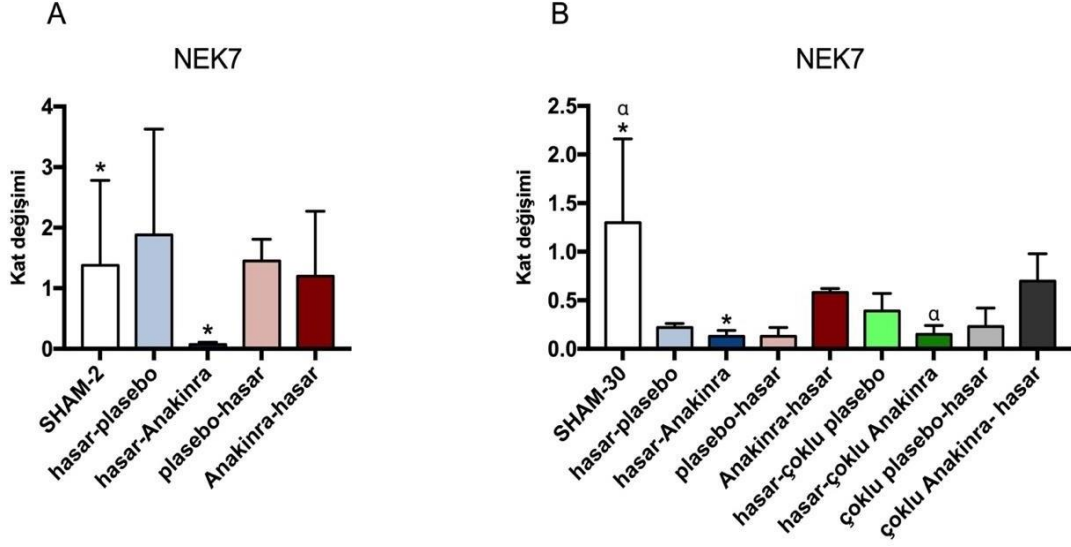 A
NEK7
Kat değişimi
4
3
2
1
0
*
*
SHAM-2
hasar-plasebo
hasar-Anakinra
plasebo-hasar
Anakinra-hasar
B
NEK7
Kat değişimi
2.5
2.0
1.5
1.0
0.5
0.0
α
*
*
α
SHAM-30
hasar-plasebo
hasar-Anakinra
plasebo-hasar
Anakinra-hasar
hasar-çoklu plasebo
hasar-çoklu Anakinra
çoklu plasebo-hasar
çoklu Anakinra- hasar